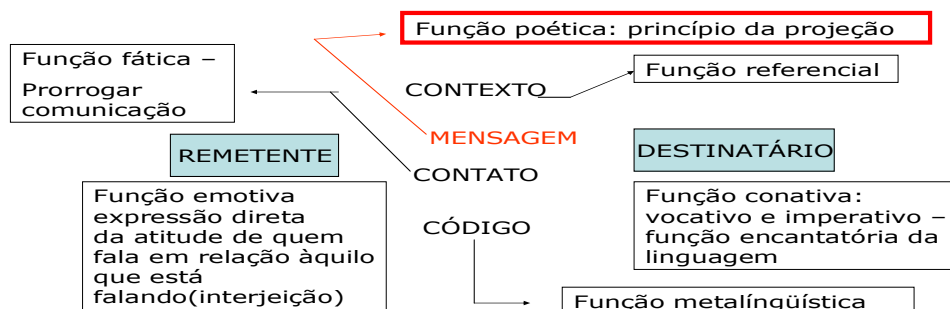 Função poética: princípio da projeção
Função fática –
Prorrogar
comunicação
Função referencial
CONTEXTO
MENSAGEM
REMETENTE
DESTINATÁRIO
CONTATO
Função emotiva
expressão direta
da atitude de quem
fala em relação àquilo
que está
falando(interjeição)
Função conativa:
vocativo e imperativo –
função encantatória da
linguagem
CÓDIGO
Função metalíngüística